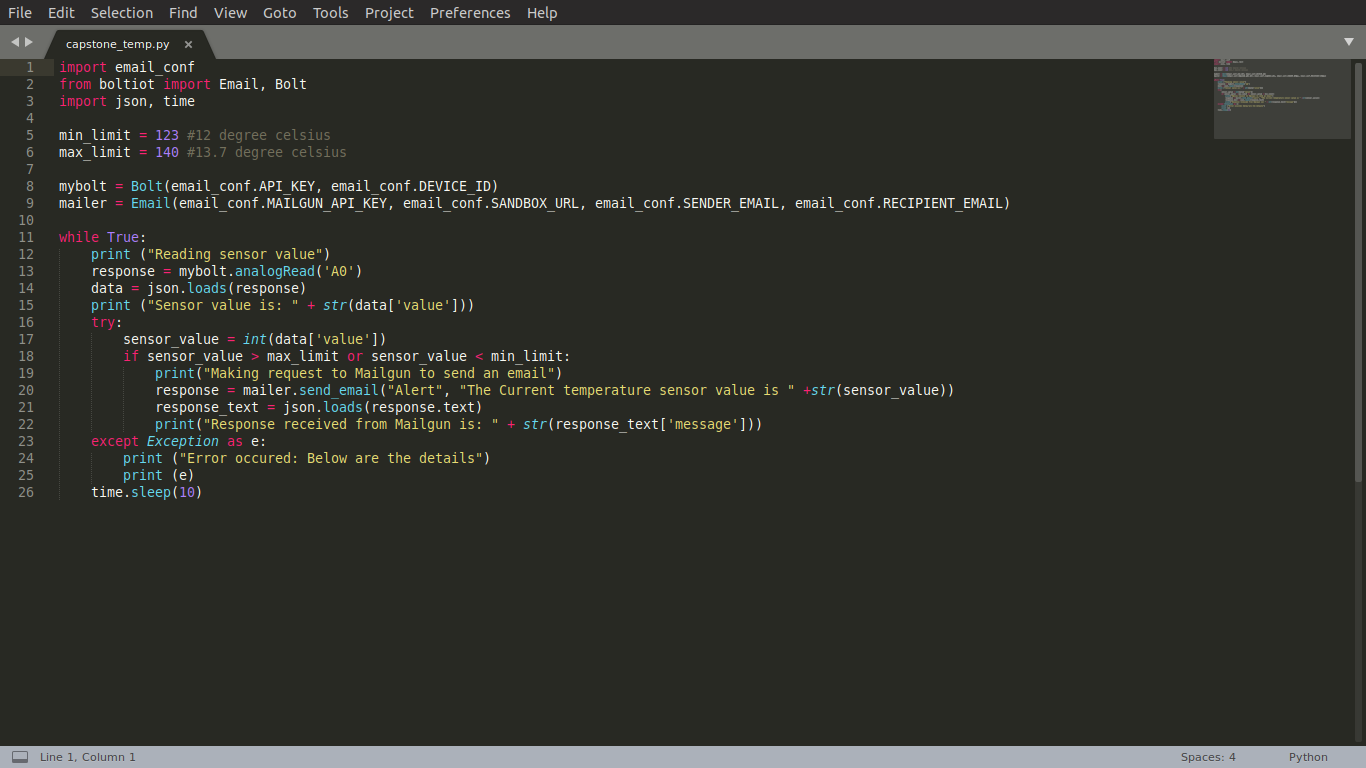 File Edit Selection Find View Goto Tools Project Preferences Help
capstone_temp.py ×
1 import email_conf
2 from boltiot import Email, Bolt
3 import json, time
4
5 min_limit = 123 #12 degree celsius
6 max_limit = 140 #13.7 degree celsius
7
8 mybolt = Bolt(email_conf.API_KEY, email_conf.DEVICE_ID)
9 mailer = Email(email_conf.MAILGUN_API_KEY, email_conf.SANDBOX_URL, email_conf.SENDER_EMAIL, email_conf.RECIPIENT_EMAIL)
10
11 while True:
12     print ("Reading sensor value")
13     response = mybolt.analogRead('A0')
14     data = json.loads(response)
15     print ("Sensor value is: " + str(data['value']))
16     try:
17         sensor_value = int(data['value'])
18         if sensor_value > max_limit or sensor_value < min_limit:
19             print("Making request to Mailgun to send an email")
20             response = mailer.send_email("Alert", "The Current temperature sensor value is " +str(sensor_value))
21             response_text = json.loads(response.text)
22             print("Response received from Mailgun is: " + str(response_text['message']))
23     except Exception as e:
24         print ("Error occured: Below are the details")
25         print (e)
26     time.sleep(10)
Line 1, Column 1 Spaces: 4 Python